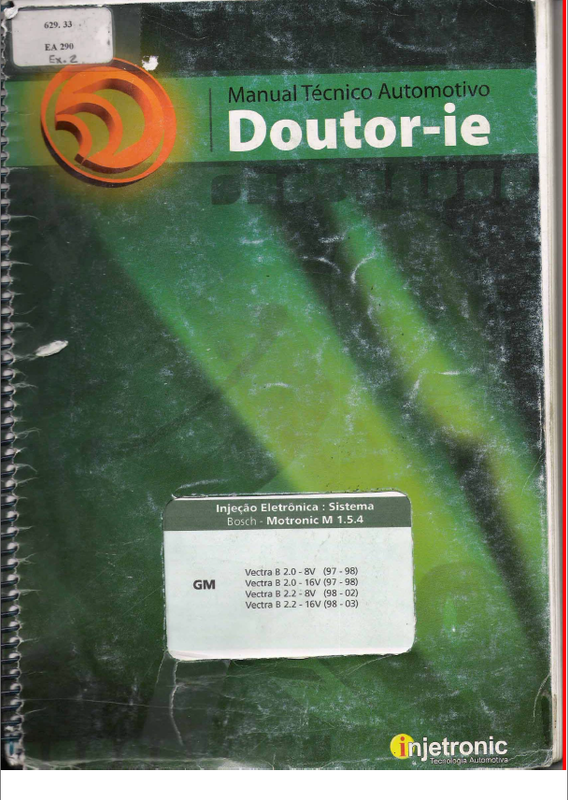 629. 33
EA 290
Ex. 2
Manual Técnico Automotivo
Doutor-ie
Injeção Eletrônica : Sistema
Bosch - Motronic M 1.5.4
GM
Vectra B 2.0 - 8V (97 - 98)
Vectra B 2.0 - 16V (97 - 98)
Vectra B 2.2 - 8V (98 - 02)
Vectra B 2.2 - 16V (98 - 03)
injetronic
Tecnologia Automotiva